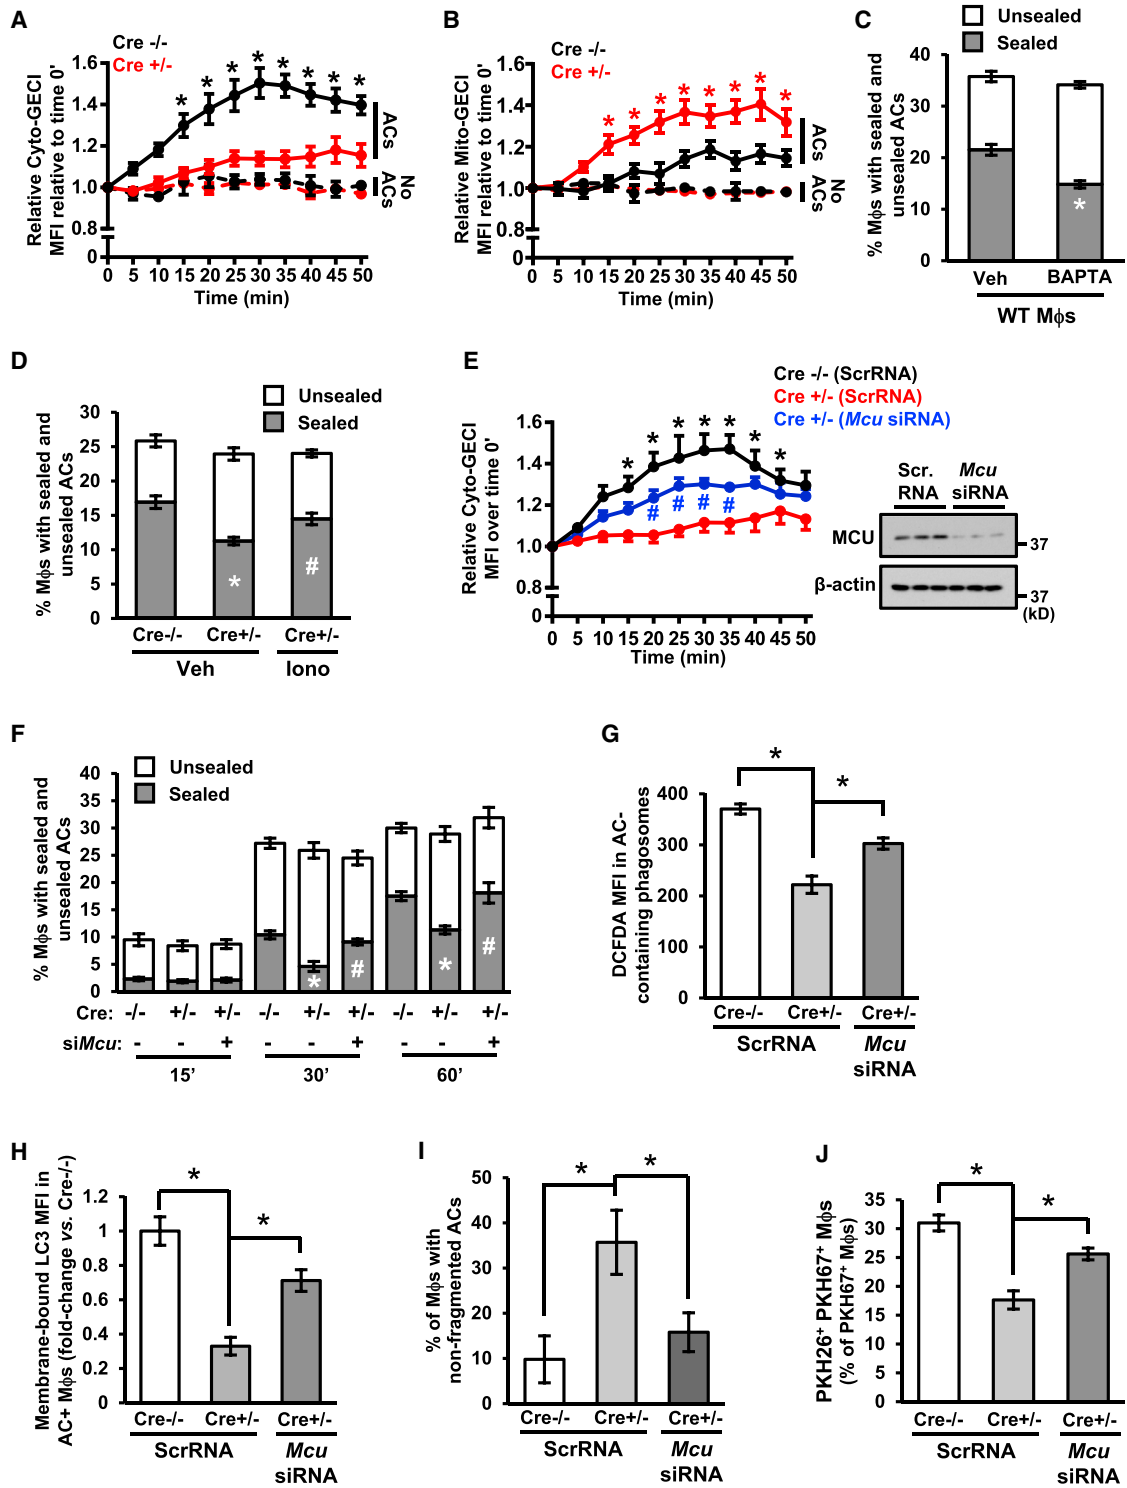 A
Cre -/-
Cre +/-
Relative Cyto-GECI
MFI relative to time 0'
1.6
1.4
1.2
1.0
0.8
0
* * * * * * * *
ACs
No
ACs
0 5 10 15 20 25 30 35 40 45 50
Time (min)
B
Cre -/-
Cre +/-
Relative Mito-GECI
MFI relative to time 0'
1.6
1.4
1.2
1.0
0.8
0
* * * * * * * *
ACs
No
ACs
0 5 10 15 20 25 30 35 40 45 50
Time (min)
C
Unsealed
Sealed
% Mϕs with sealed and
unsealed ACs
40
30
20
10
0
*
Veh BAPTA
WT Mϕs
D
Unsealed
Sealed
% Mϕs with sealed and
unsealed ACs
30
25
20
15
10
5
0
* #
Cre-/- Cre+/- Cre+/-
Veh Iono
E
Cre -/- (ScrRNA)
Cre +/- (ScrRNA)
Cre +/- (Mcu siRNA)
Relative Cyto-GECI
MFI over time 0'
1.6
1.4
1.2
1.0
0.8
0
* * * * * * *
# # # #
0 5 10 15 20 25 30 35 40 45 50
Time (min)
Scr. Mcu
RNA siRNA
MCU
37
β-actin
37
(kD)
F
Unsealed
Sealed
% Mϕs with sealed and
unsealed ACs
40
35
30
25
20
15
10
5
0
* # * #
Cre: -/- +/- +/- -/- +/- +/- -/- +/- +/-
siMcu: - - + - - + - - +
15' 30' 60'
G
DCFDA MFI in AC-
containing phagosomes
400
300
200
100
0
* *
Cre-/- Cre+/- Cre+/-
ScrRNA Mcu
siRNA
H
Membrane-bound LC3 MFI in
AC+ Mϕs (fold-change vs. Cre-/-)
1.2
1
0.8
0.6
0.4
0.2
0
* *
Cre-/- Cre+/- Cre+/-
ScrRNA Mcu
siRNA
I
% of Mϕs with
non-fragmented ACs
50
40
30
20
10
0
* *
Cre-/- Cre+/- Cre+/-
ScrRNA Mcu
siRNA
J
PKH26⁺ PKH67⁺ Mϕs
(% of PKH67⁺ Mϕs)
35
30
25
20
15
10
5
0
* *
Cre-/- Cre+/- Cre+/-
ScrRNA Mcu
siRNA